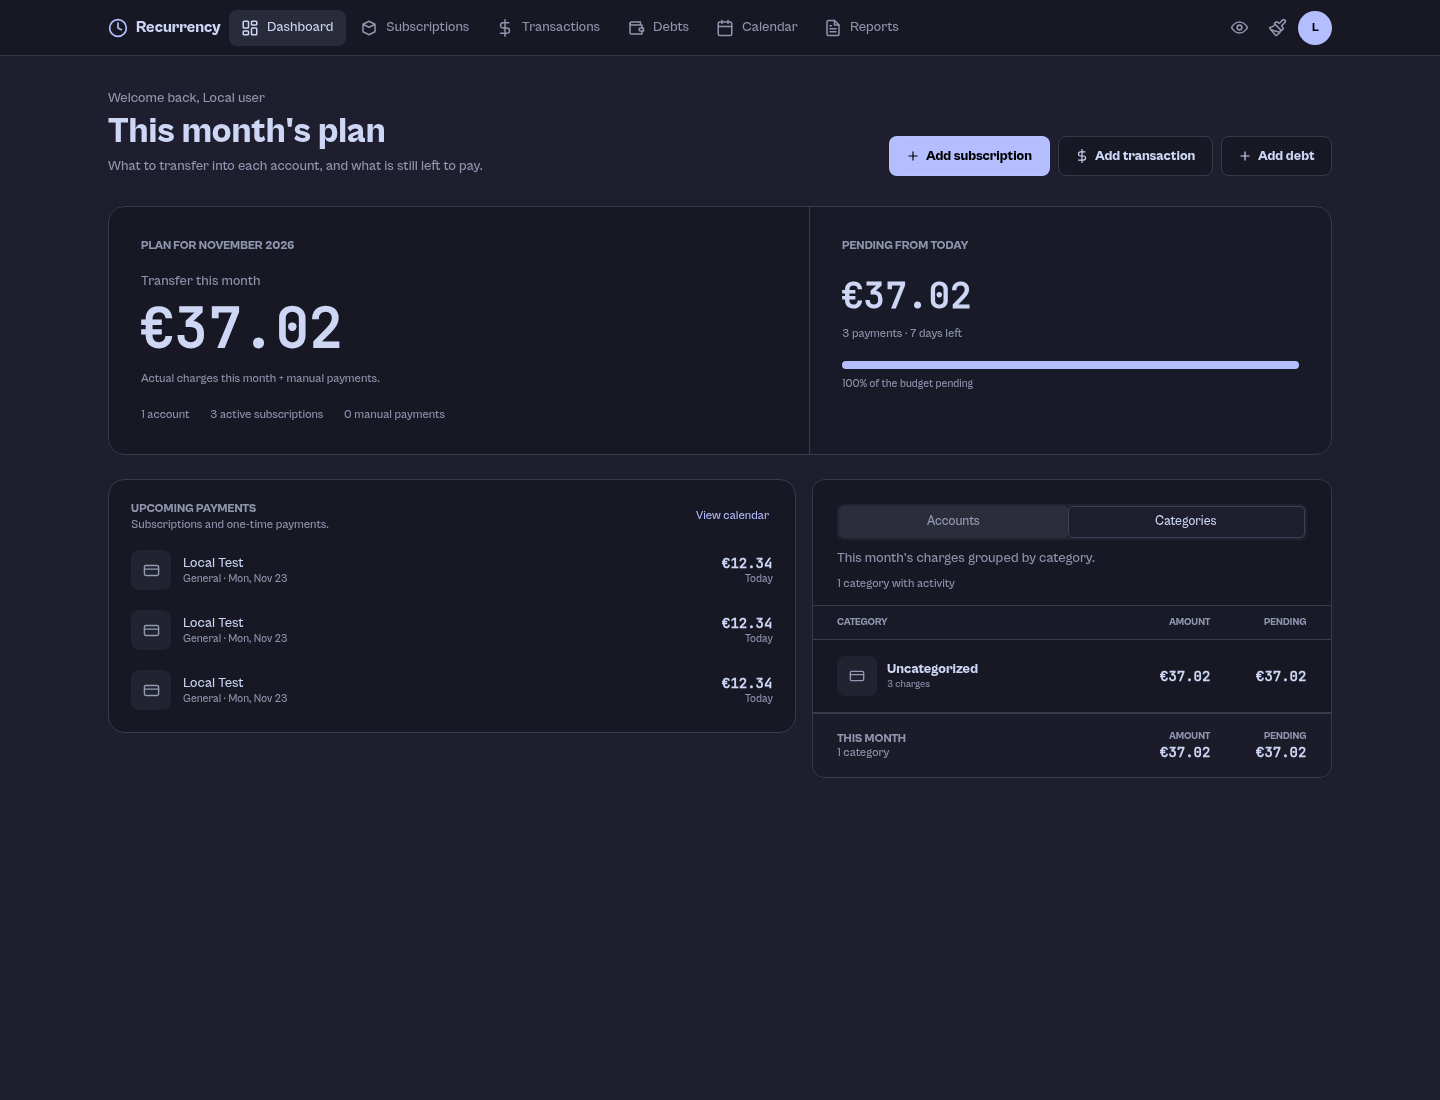 Recurrency
Dashboard
Subscriptions
Transactions
Debts
Calendar
Reports
L
Welcome back, Local user
This month's plan
What to transfer into each account, and what is still left to pay.
Add subscription
Add transaction
Add debt
PLAN FOR NOVEMBER 2026
Transfer this month
€37.02
Actual charges this month + manual payments.
1 account 3 active subscriptions 0 manual payments
PENDING FROM TODAY
€37.02
3 payments · 7 days left
100% of the budget pending
UPCOMING PAYMENTS
Subscriptions and one-time payments.
View calendar
Local Test €12.34
General · Mon, Nov 23 Today
Local Test €12.34
General · Mon, Nov 23 Today
Local Test €12.34
General · Mon, Nov 23 Today
Accounts Categories
This month's charges grouped by category.
1 category with activity
CATEGORY AMOUNT PENDING
Uncategorized €37.02 €37.02
3 charges
THIS MONTH AMOUNT PENDING
1 category €37.02 €37.02